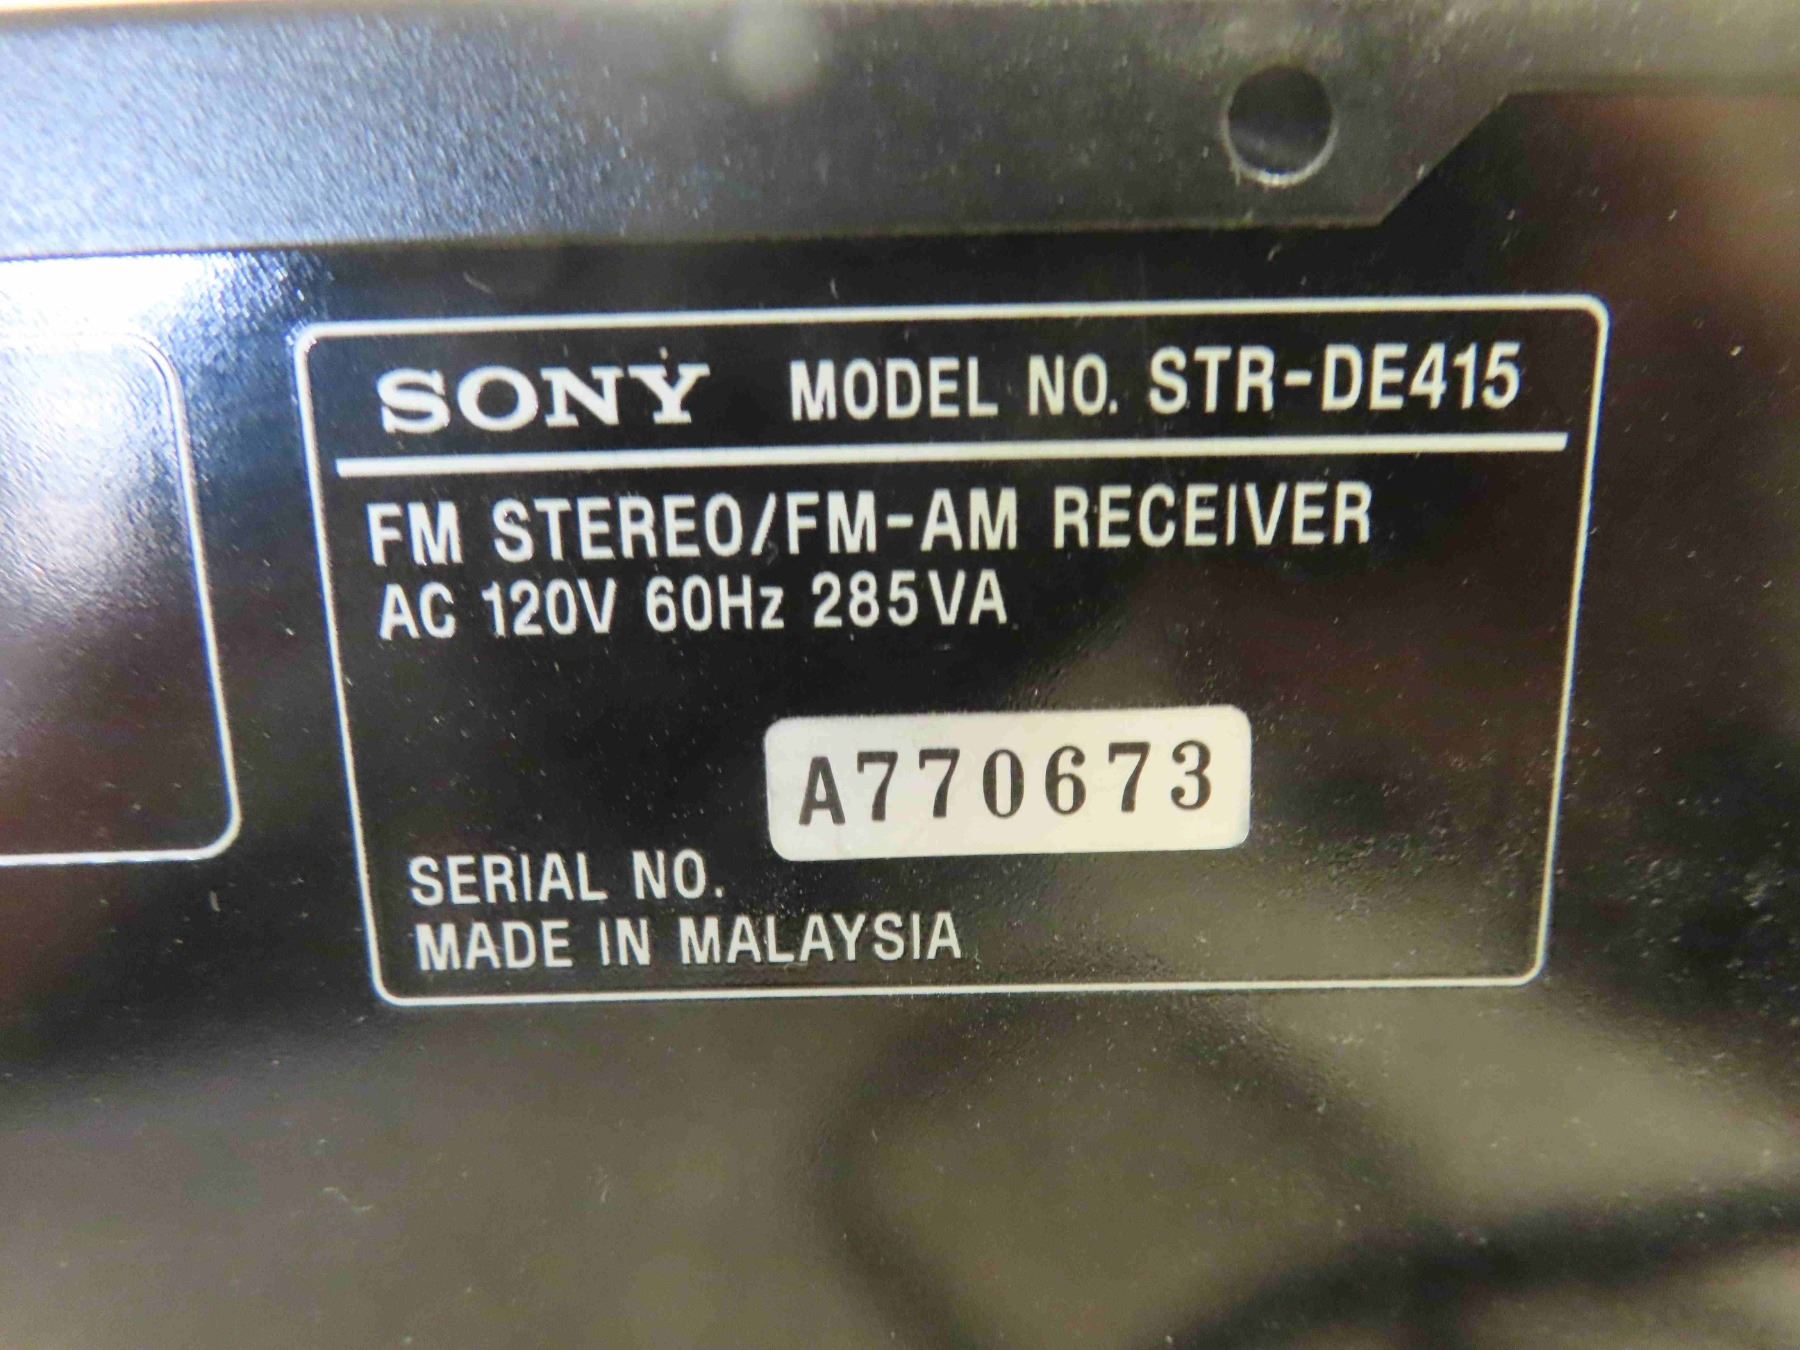 SONY MODEL NO. STR-DE415
FM STEREO/FM-AM RECEIVER
AC 120V 60Hz 285VA
A770673
SERIAL NO.
MADE IN MALAYSIA